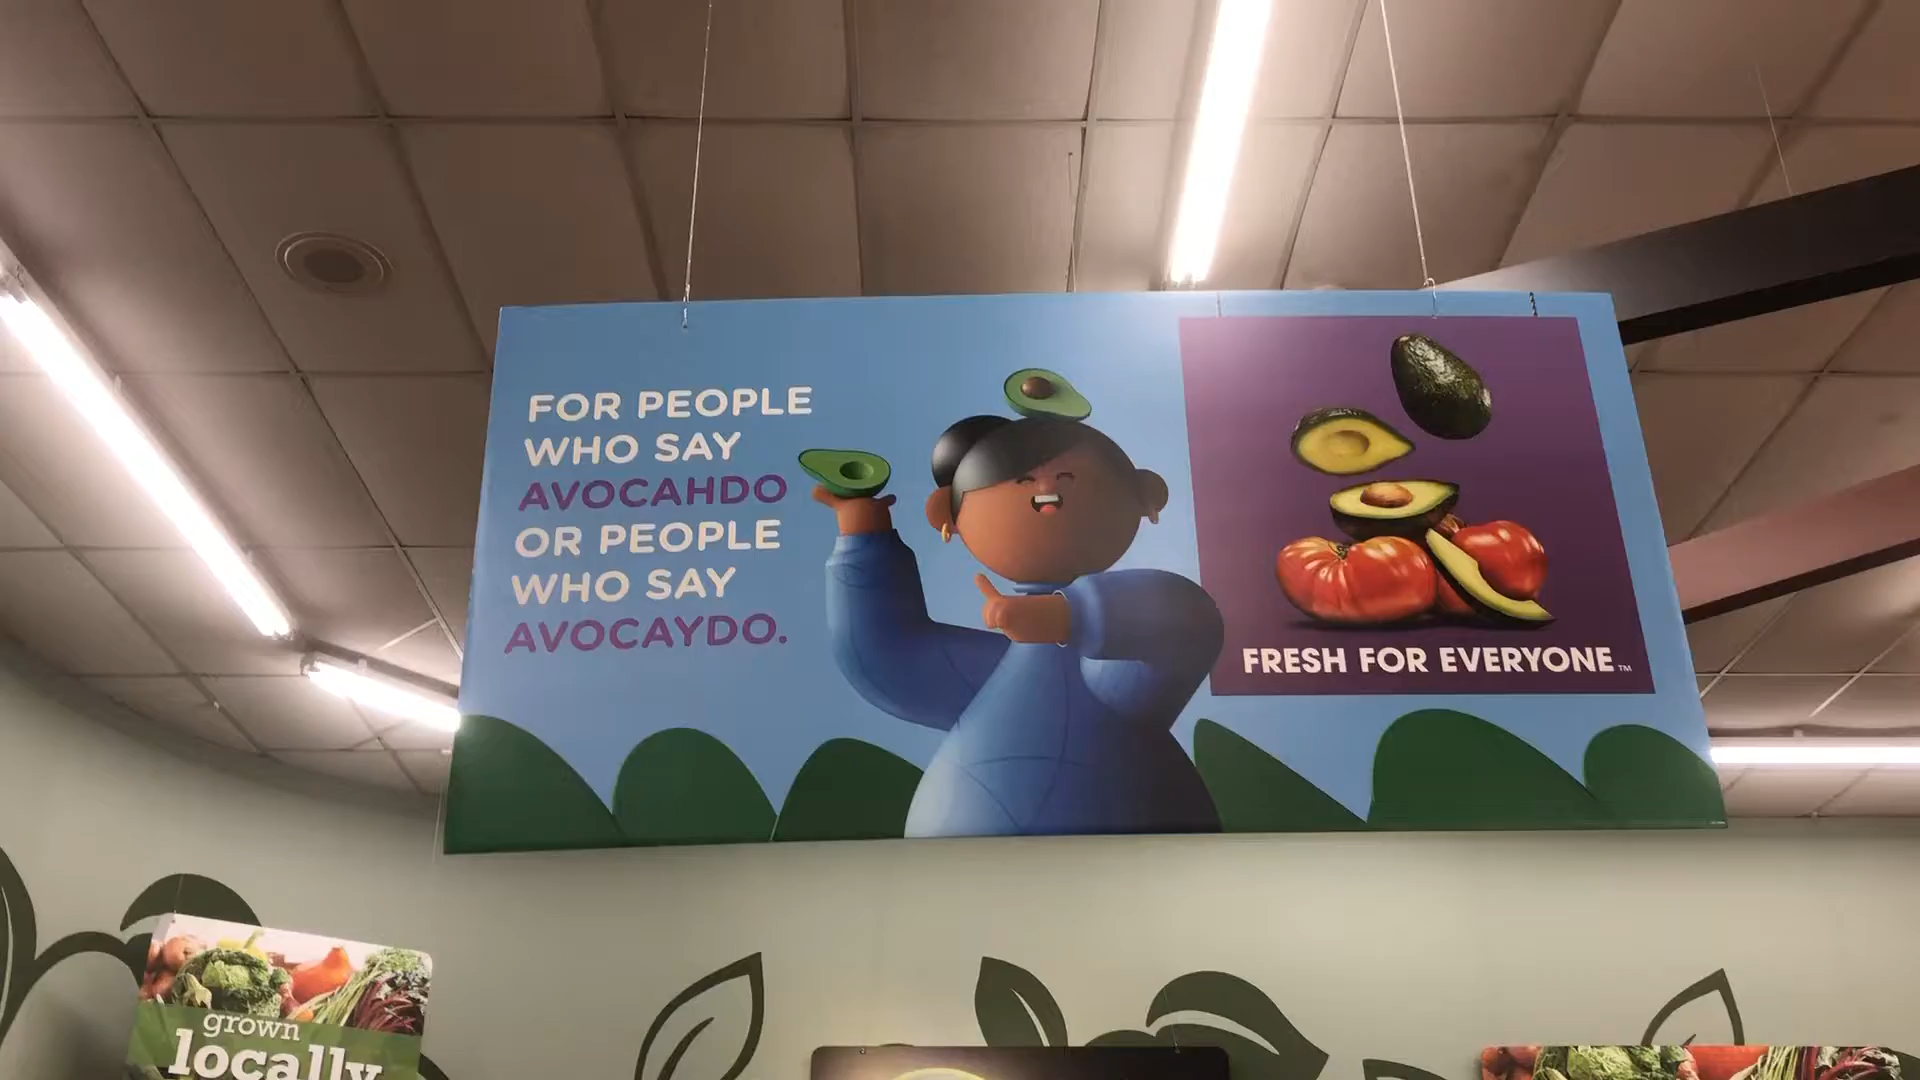 FOR PEOPLE
WHO SAY
AVOCAHDO
OR PEOPLE
WHO SAY
AVOCAYDO.
FRESH FOR EVERYONE™
grown
locally